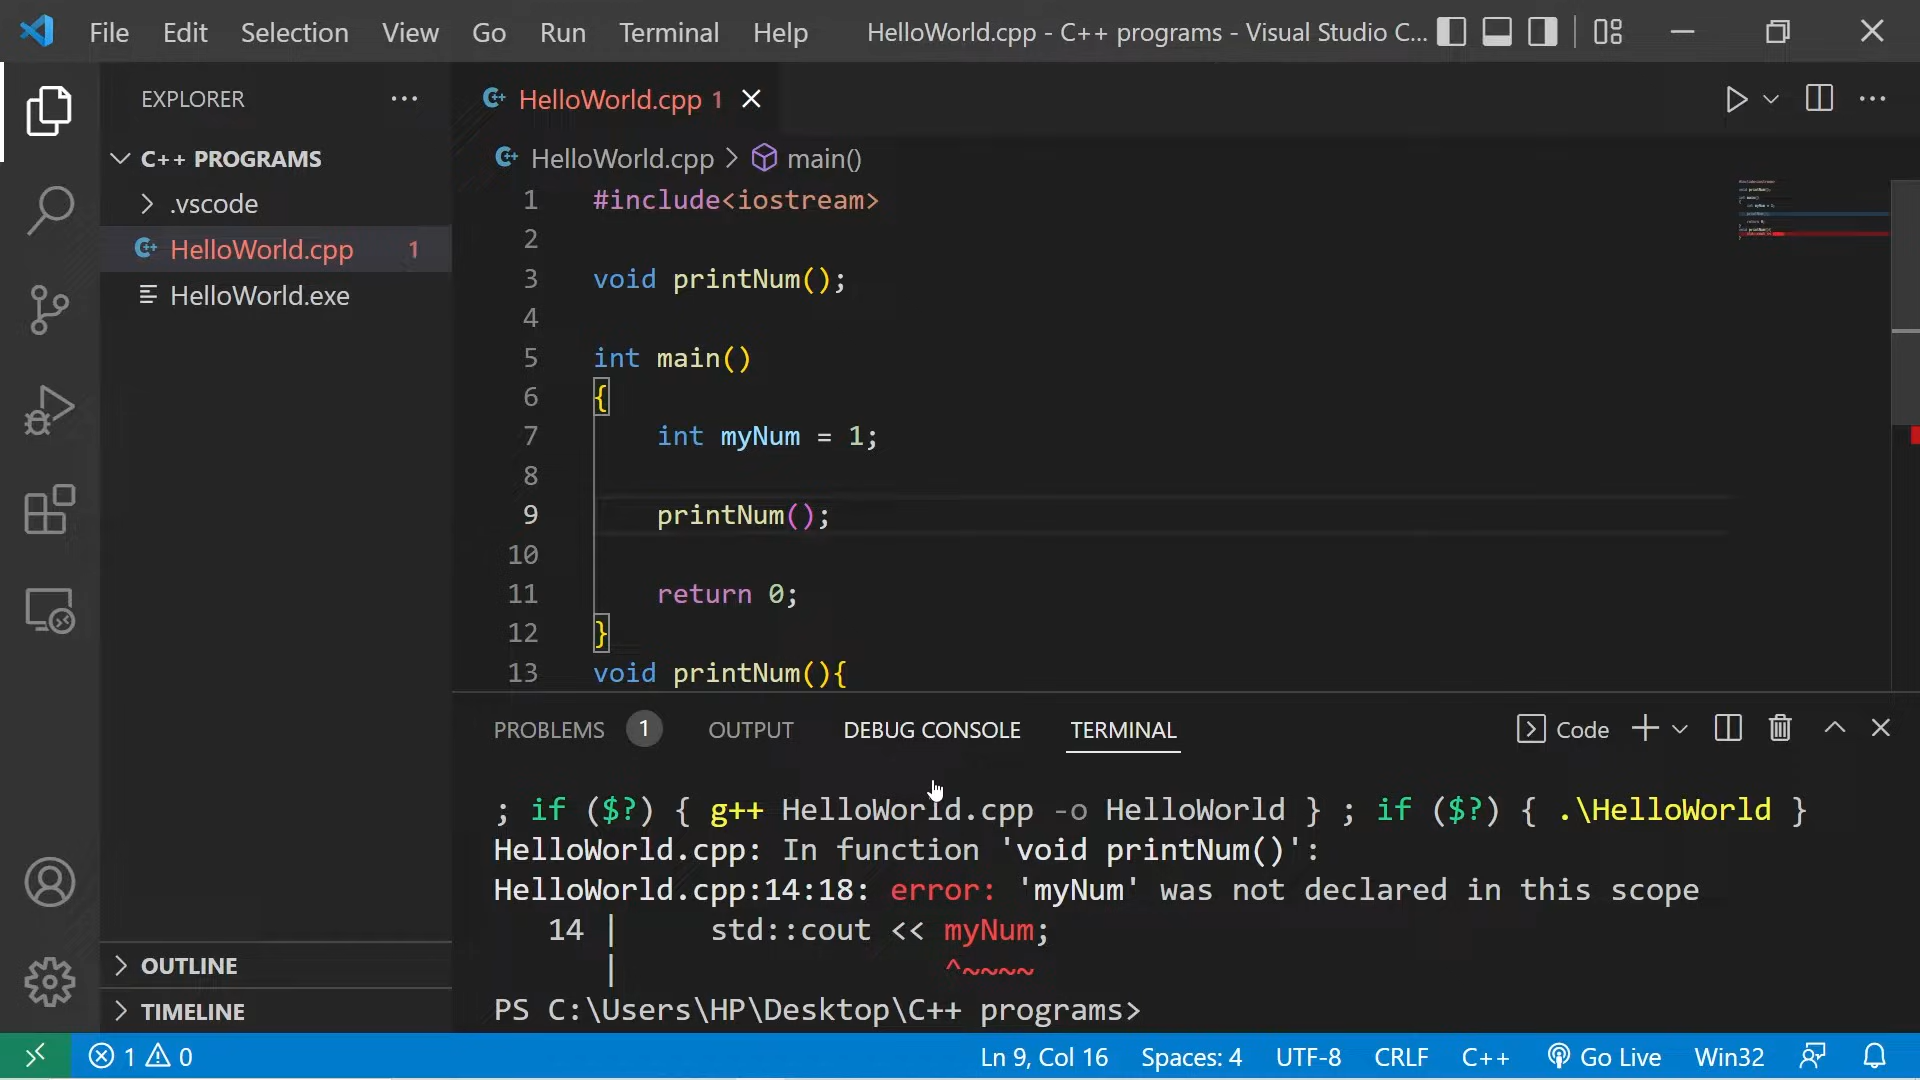 File Edit Selection View Go Run Terminal Help HelloWorld.cpp - C++ programs - Visual Studio C...
EXPLORER
C++ PROGRAMS
.vscode
HelloWorld.cpp 1
HelloWorld.exe
OUTLINE
TIMELINE
HelloWorld.cpp 1
HelloWorld.cpp > main()
1 #include<iostream>
2
3 void printNum();
4
5 int main()
6 {
7 int myNum = 1;
8
9 printNum();
10
11 return 0;
12 }
13 void printNum(){
PROBLEMS 1 OUTPUT DEBUG CONSOLE TERMINAL Code
; if ($?) { g++ HelloWorld.cpp -o HelloWorld } ; if ($?) { .\HelloWorld }
HelloWorld.cpp: In function 'void printNum()':
HelloWorld.cpp:14:18: error: 'myNum' was not declared in this scope
14 | std::cout << myNum;
| ^~~~~
PS C:\Users\HP\Desktop\C++ programs>
1 0 Ln 9, Col 16 Spaces: 4 UTF-8 CRLF C++ Go Live Win32